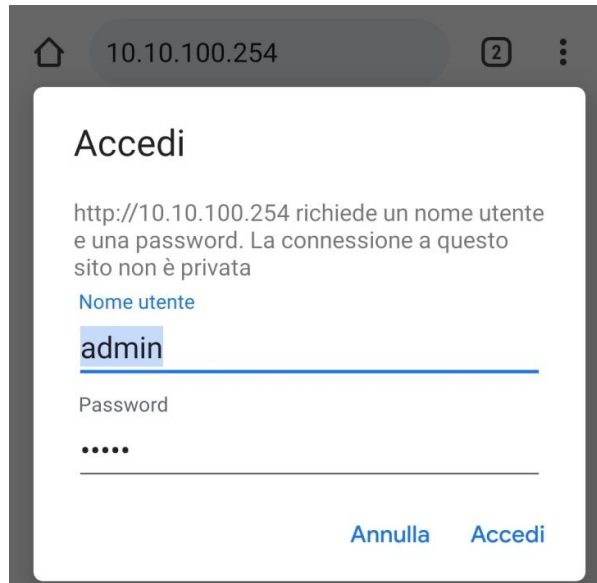 10.10.100.254
2
Accedi
http://10.10.100.254 richiede un nome utente
e una password. La connessione a questo
sito non è privata
Nome utente
admin
Password
•••••
Annulla Accedi